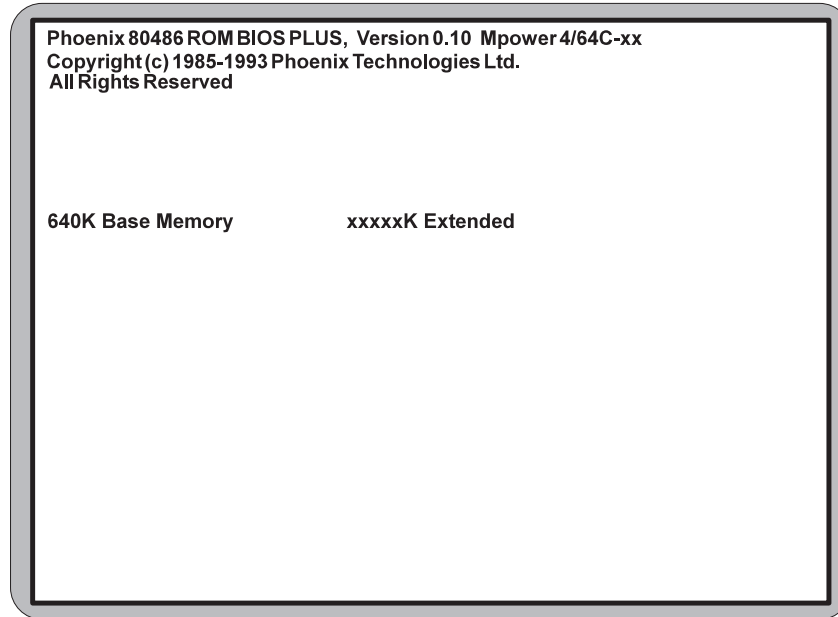 Phoenix 80486 ROM BIOS PLUS, Version 0.10 Mpower 4/64C-xx
Copyright (c) 1985-1993 Phoenix Technologies Ltd.
All Rights Reserved
640K Base Memory xxxxxK Extended